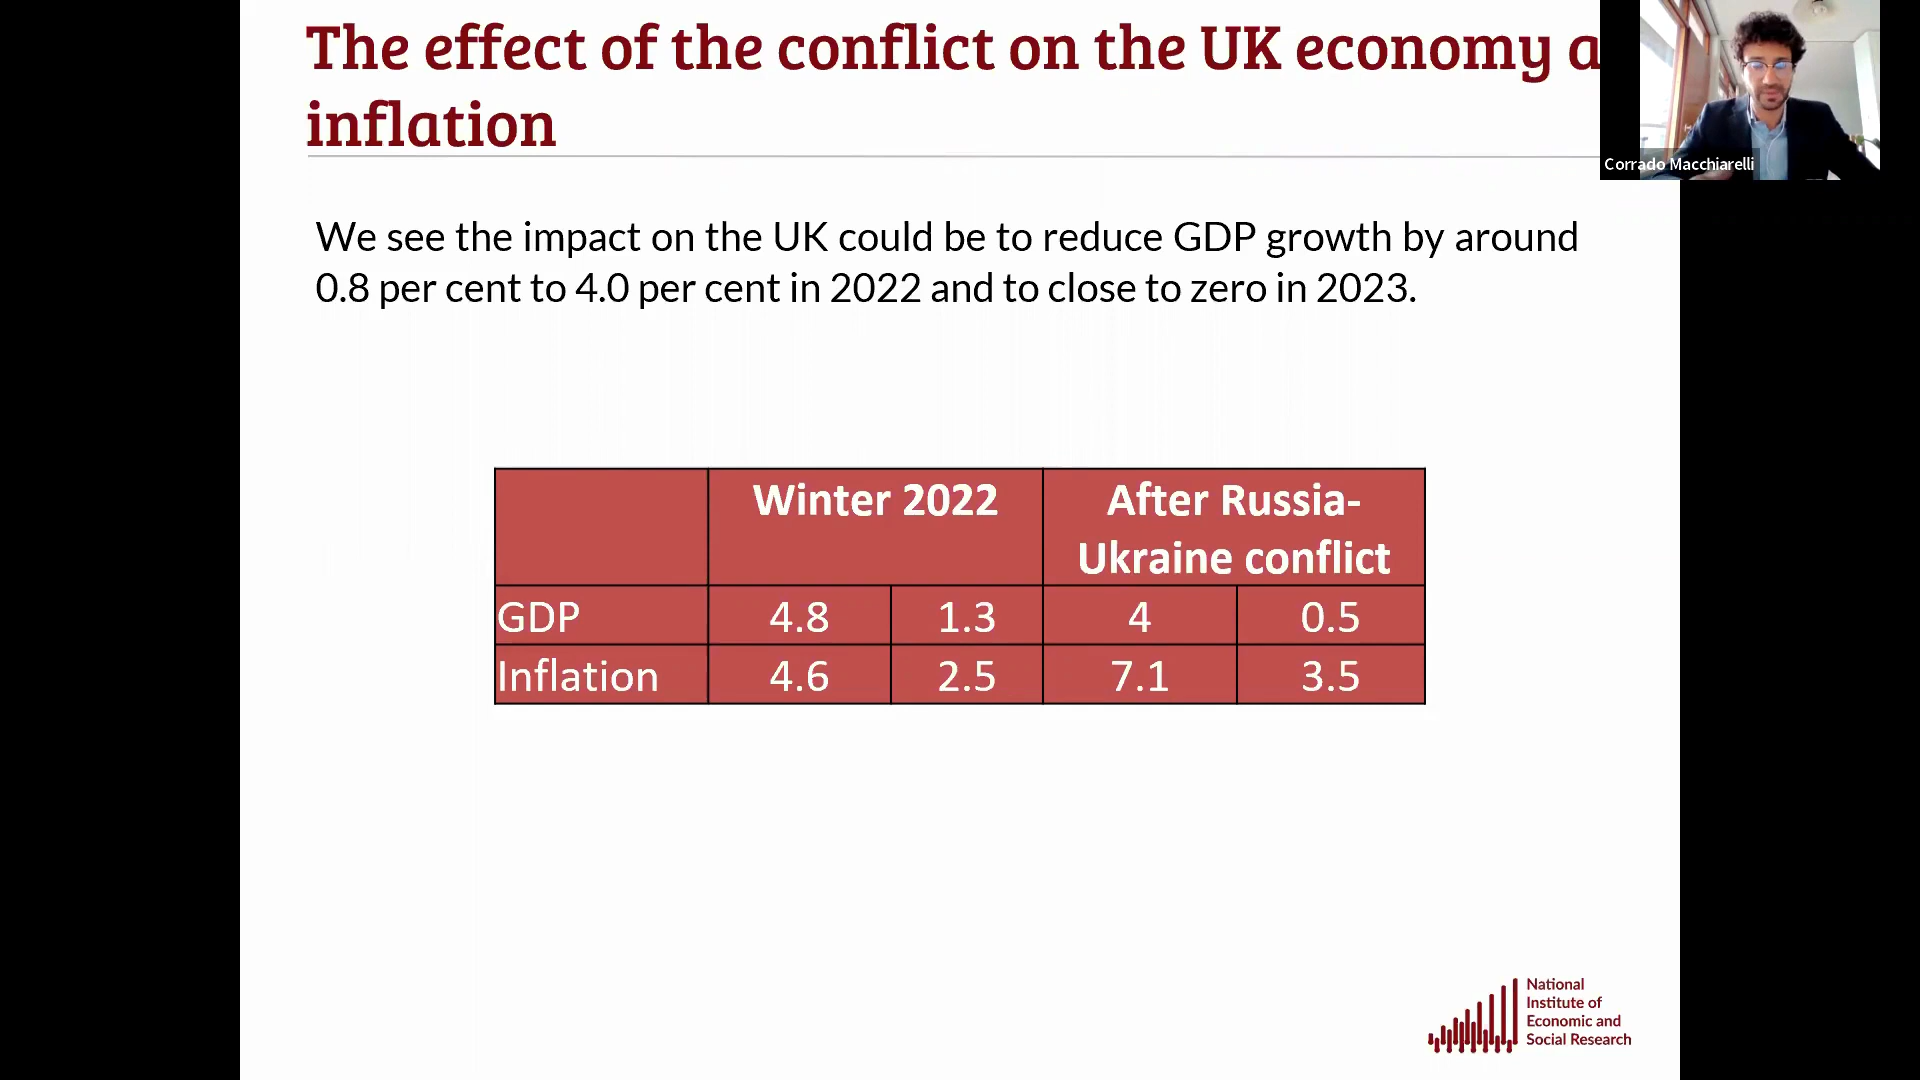 The effect of the conflict on the UK economy a
inflation
Corrado Macchiarelli
We see the impact on the UK could be to reduce GDP growth by around
0.8 per cent to 4.0 per cent in 2022 and to close to zero in 2023.
Winter 2022
After Russia-
Ukraine conflict
GDP 4.8 1.3 4 0.5
Inflation 4.6 2.5 7.1 3.5
National
Institute of
Economic and
Social Research